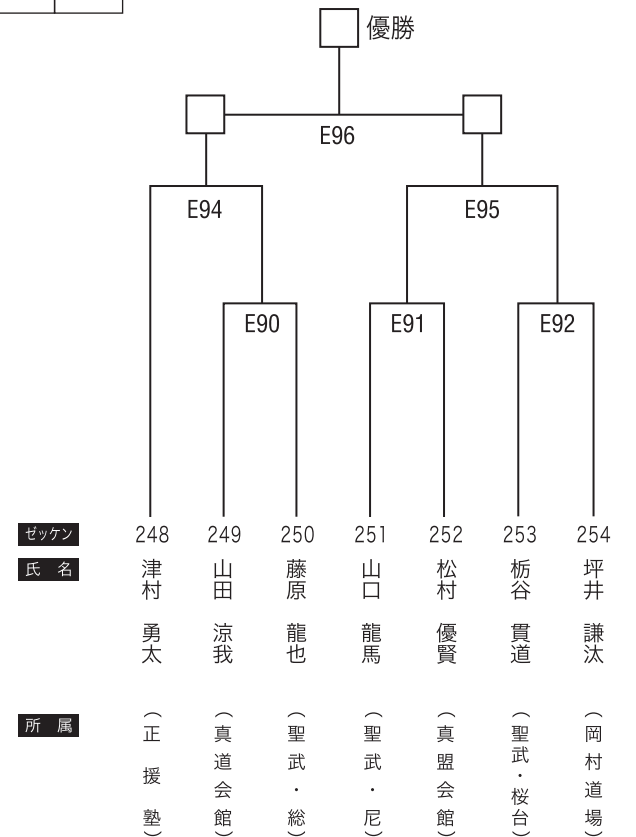 優勝
E96
E94 E95
E90 E91 E92
ゼッケン 248 249 250 251 252 253 254
氏 名 津村 勇太 山田 涼我 藤原 龍也 山口 龍馬 松村 優賢 栃谷 貫道 坪井 謙汰
所 属 (正援塾) (真道会館) (聖武・総) (聖武・尼) (真盟会館) (聖武・桜台) (岡村道場)